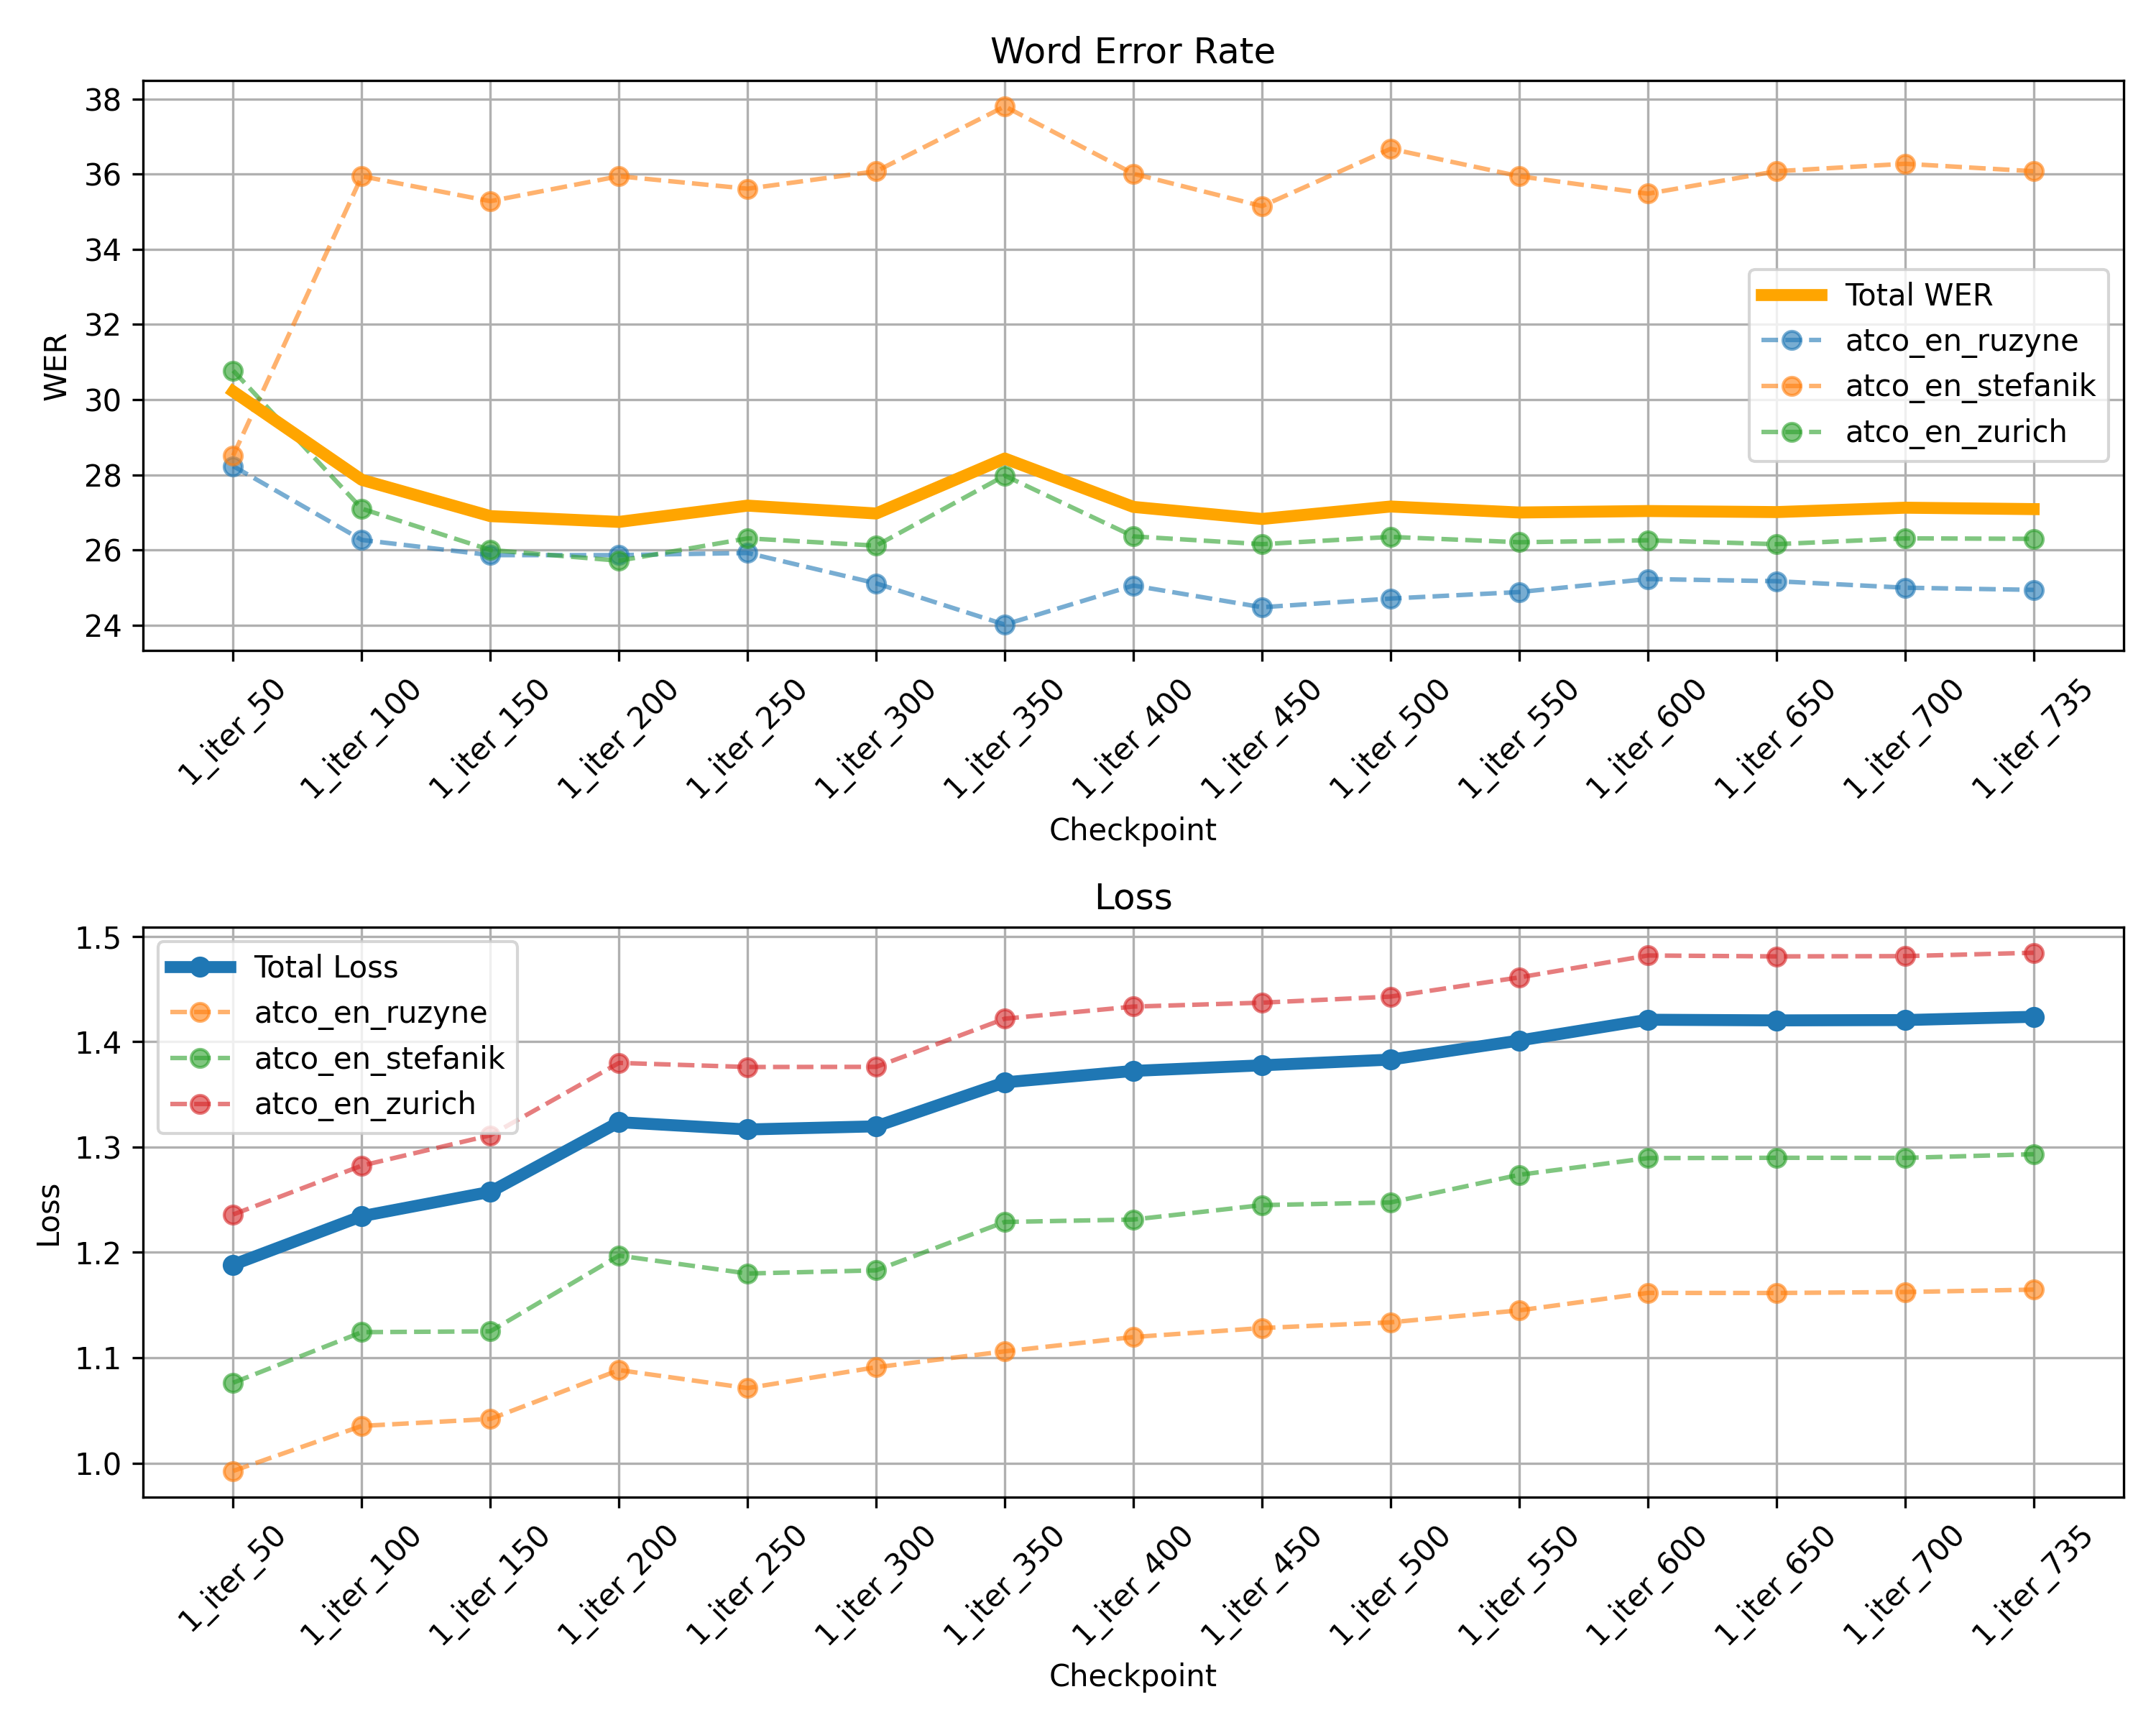 Word Error Rate
38
36
34
32
30
28
26
24
WER
Total WER
atco_en_ruzyne
atco_en_stefanik
atco_en_zurich
1_iter_50
1_iter_100
1_iter_150
1_iter_200
1_iter_250
1_iter_300
1_iter_350
1_iter_400
1_iter_450
1_iter_500
1_iter_550
1_iter_600
1_iter_650
1_iter_700
1_iter_735
Checkpoint
Loss
1.5
1.4
1.3
1.2
1.1
1.0
Loss
Total Loss
atco_en_ruzyne
atco_en_stefanik
atco_en_zurich
1_iter_50
1_iter_100
1_iter_150
1_iter_200
1_iter_250
1_iter_300
1_iter_350
1_iter_400
1_iter_450
1_iter_500
1_iter_550
1_iter_600
1_iter_650
1_iter_700
1_iter_735
Checkpoint